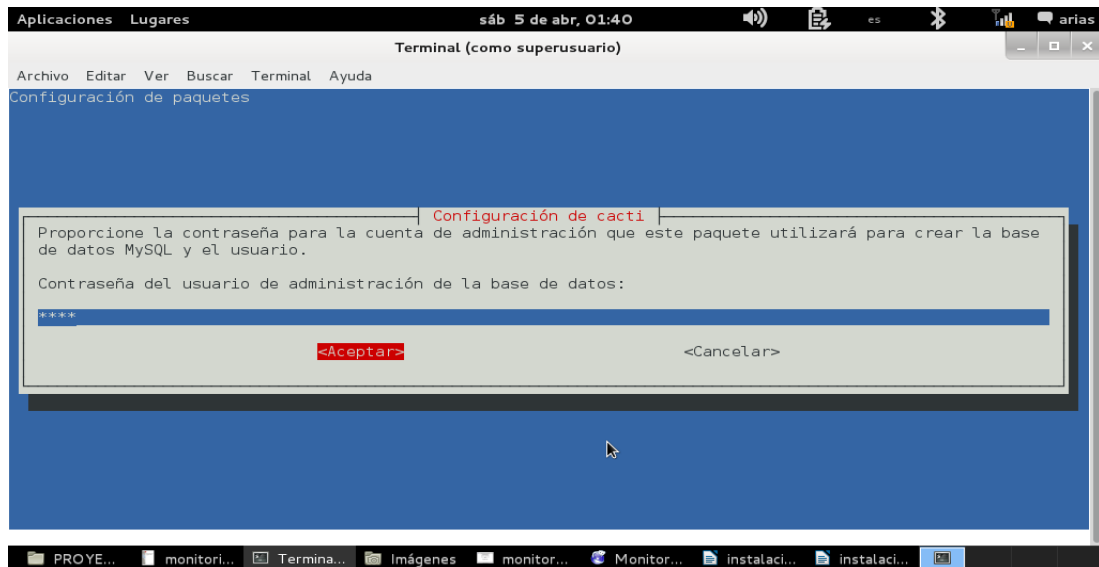 Aplicaciones Lugares sáb 5 de abr, 01:40 es arias
Terminal (como superusuario)
Archivo Editar Ver Buscar Terminal Ayuda
Configuración de paquetes
Configuración de cacti
Proporcione la contraseña para la cuenta de administración que este paquete utilizará para crear la base
de datos MySQL y el usuario.
Contraseña del usuario de administración de la base de datos:
****
<Aceptar> <Cancelar>
PROYE... monitori... Termina... Imágenes monitor... Monitor... instalaci... instalaci...